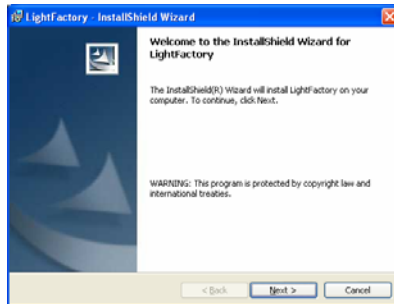 LightFactory - InstallShield Wizard
Welcome to the InstallShield Wizard for
LightFactory
The InstallShield(R) Wizard will install LightFactory on your
computer. To continue, click Next.
WARNING: This program is protected by copyright law and
international treaties.
< Back Next > Cancel